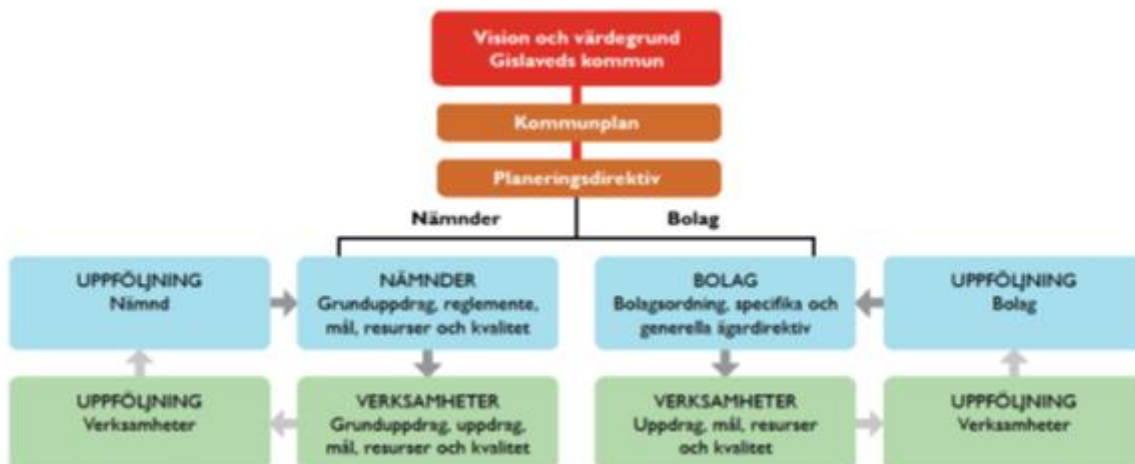 Vision och värdegrund
Gislaveds kommun
Kommunplan
Planeringsdirektiv
Nämnder
Bolag
UPPFÖLJNING
Nämnd
NÄMNDER
Grunduppdrag, reglemente,
mål, resurser och kvalitet
BOLAG
Bolagsordning, specifika och
generella ägardirektiv
UPPFÖLJNING
Bolag
UPPFÖLJNING
Verksamheter
VERKSAMHETER
Grunduppdrag, uppdrag,
mål, resurser och kvalitet
VERKSAMHETER
Uppdrag, mål, resurser
och kvalitet
UPPFÖLJNING
Verksamheter